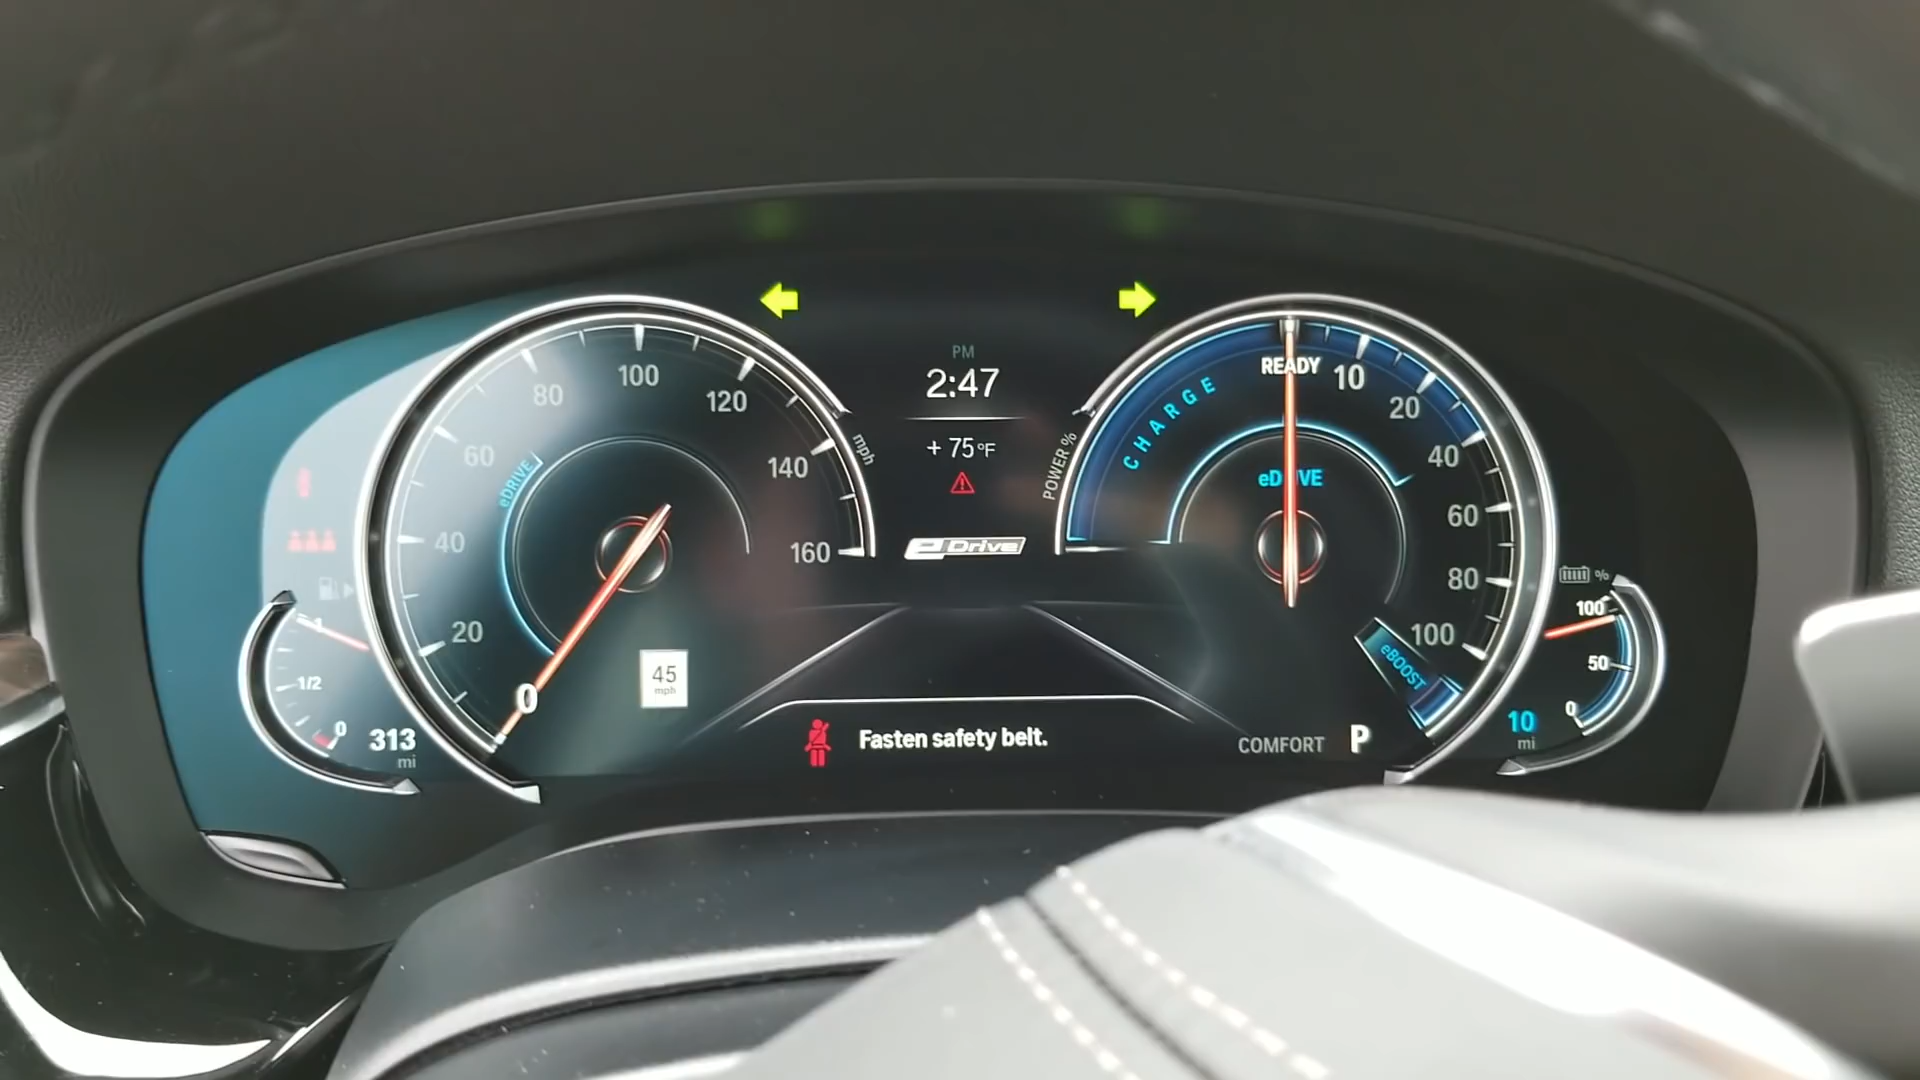 80
100
120
60
140
mph
eDRIVE
40
160
20
0
45
mph
1
1/2
0
313
mi
PM
2:47
+ 75°F
eDrive
Fasten safety belt.
READY
10
20
40
60
80
100
CHARGE
POWER %
eDRIVE
eBOOST
COMFORT
P
%
100
50
0
10
mi